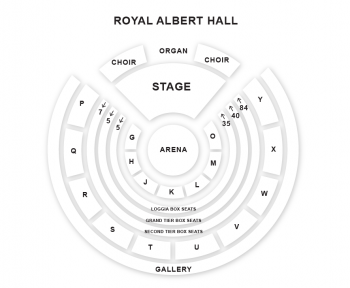 ROYAL ALBERT HALL
ORGAN
CHOIR
CHOIR
STAGE
P
7
5
5
84
40
35
Y
G
O
ARENA
Q
H
M
X
J
K
L
R
W
LOGGIA BOX SEATS
GRAND TIER BOX SEATS
SECOND TIER BOX SEATS
S
V
T
U
GALLERY